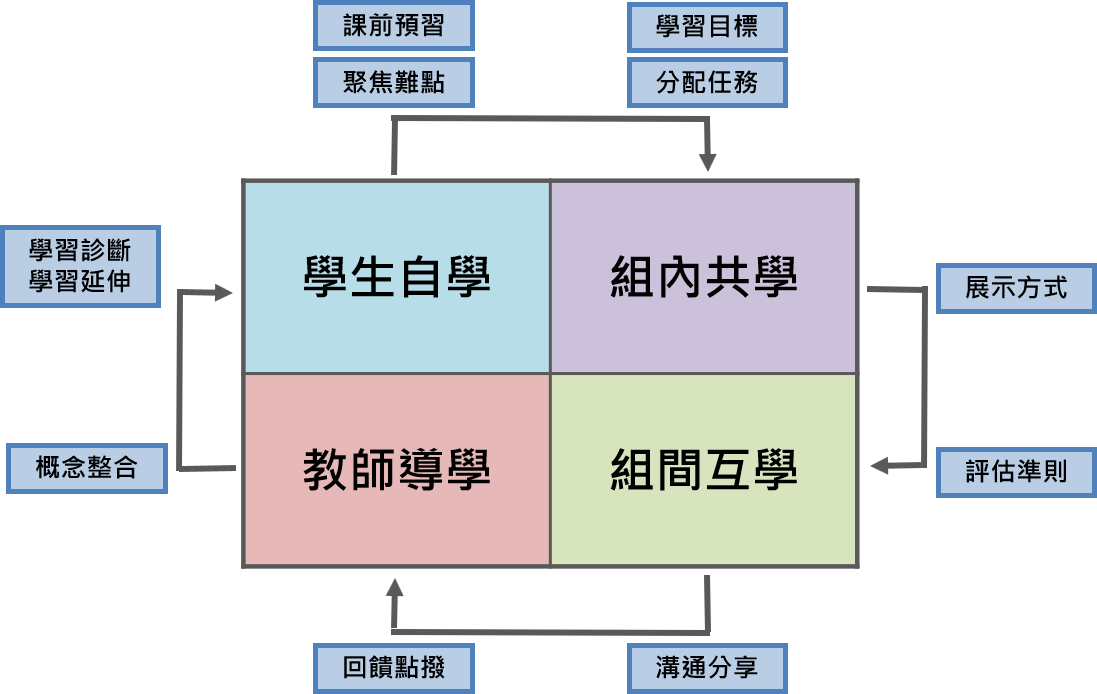 課前預習
學習目標
聚焦難點
分配任務
學習診斷
學習延伸
學生自學
組內共學
展示方式
概念整合
教師導學
組間互學
評估準則
回饋點撥
溝通分享